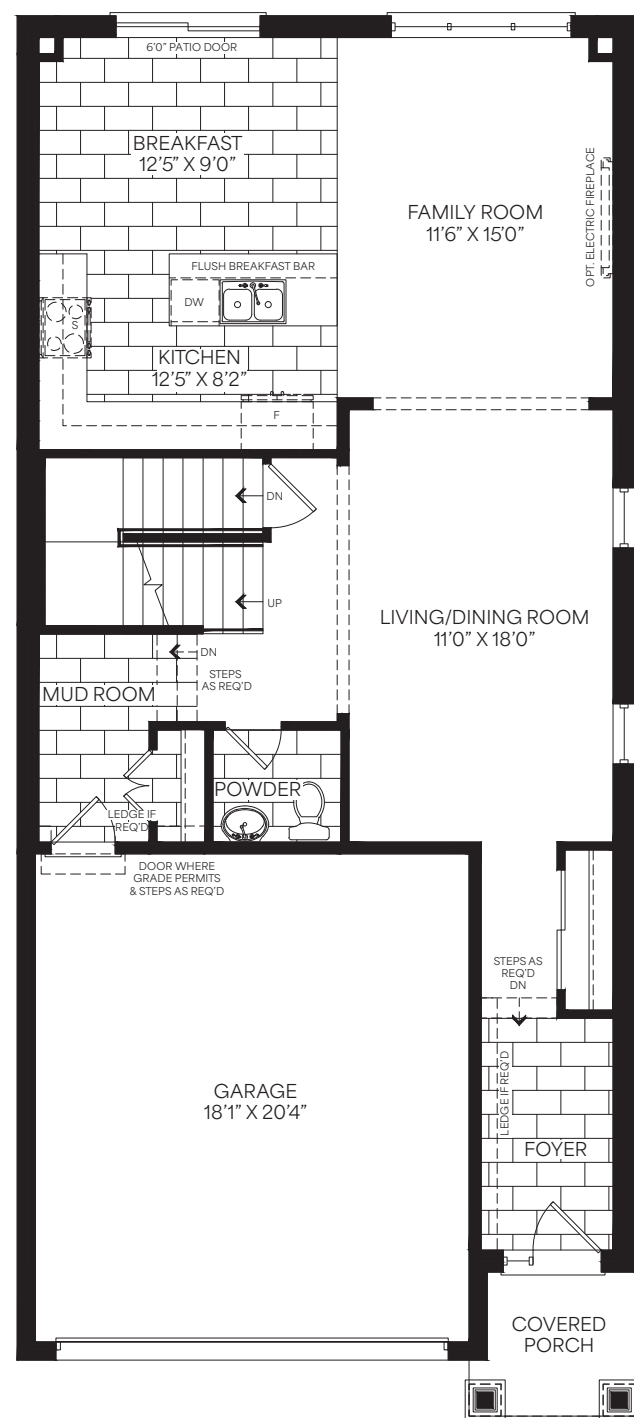 6'0” PATIO DOOR
BREAKFAST
12'5” X 9'0”
FAMILY ROOM
11'6” X 15'0”
OPT. ELECTRIC FIREPLACE
FLUSH BREAKFAST BAR
DW
S
KITCHEN
12'5” X 8'2”
F
DN
UP
LIVING/DINING ROOM
11'0” X 18'0”
DN
STEPS
AS REQ'D
MUD ROOM
POWDER
LEDGE IF
REQ'D
DOOR WHERE
GRADE PERMITS
& STEPS AS REQ'D
STEPS AS
REQ'D
DN
LEDGE IF REQ'D
GARAGE
18'1” X 20'4”
FOYER
COVERED
PORCH